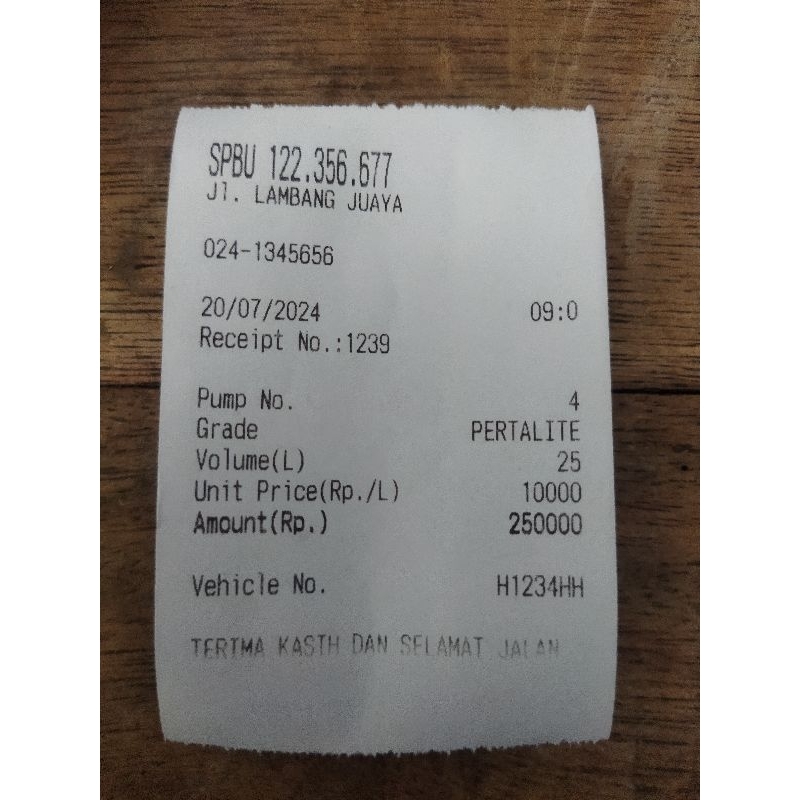 SPBU 122.356.677
Jl. LAMBANG JUAYA
024-1345656
20/07/2024 09:0
Receipt No.:1239
Pump No. 4
Grade PERTALITE
Volume(L) 25
Unit Price(Rp./L) 10000
Amount(Rp.) 250000
Vehicle No. H1234HH
TERIMA KASIH DAN SELAMAT JALAN